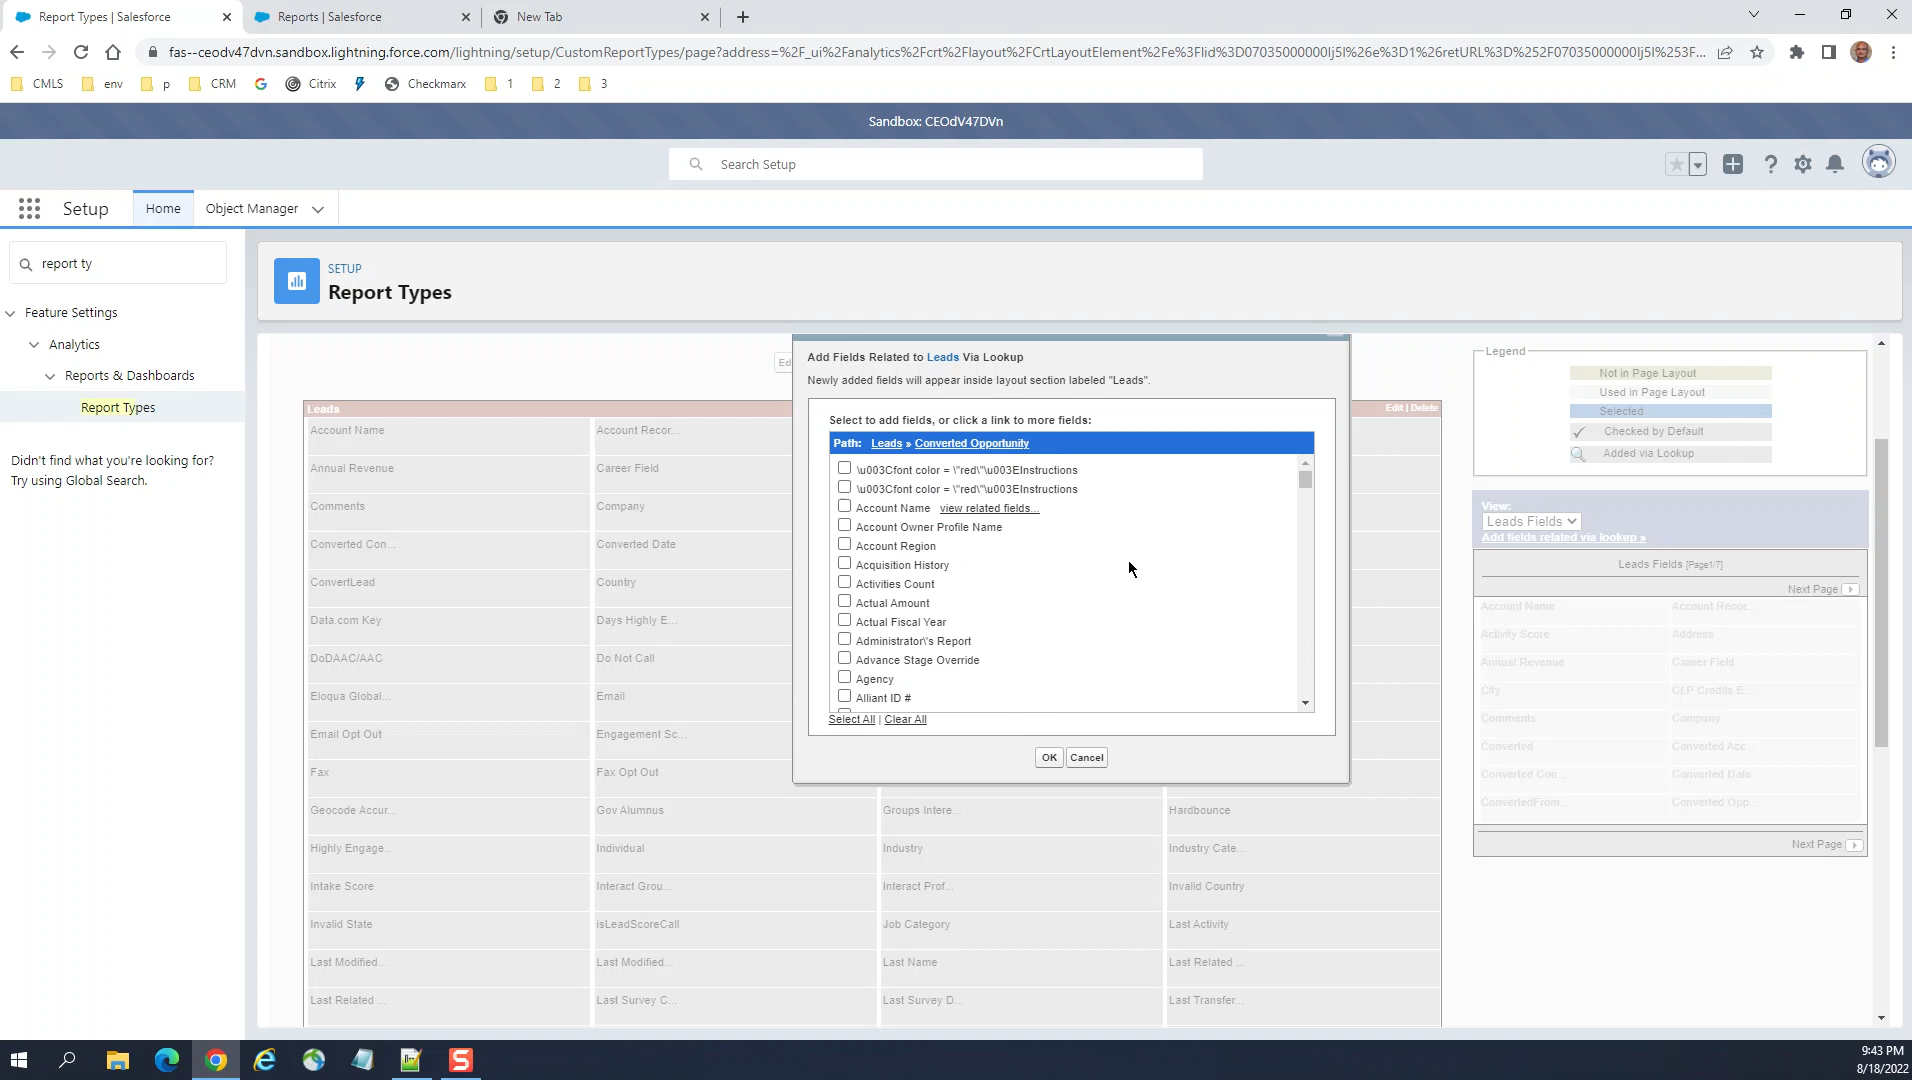 Report Types | Salesforce
Reports | Salesforce
New Tab
fas--ceodv47dvn.sandbox.lightning.force.com/lightning/setup/CustomReportTypes/page?address=%2F_ui%2Fanalytics%2Fcrt%2Flayout%2FCrtLayoutElement%2Fe%3Flid%3D07035000000Ij5I%26e%3D1%26retURL%3D%252F07035000000Ij5I%253F...
CMLS
env
p
CRM
Citrix
Checkmarx
1
2
3
Sandbox: CEOdV47DVn
Search Setup
Setup
Home
Object Manager
report ty
Feature Settings
Analytics
Reports & Dashboards
Report Types
Didn't find what you're looking for?
Try using Global Search.
SETUP
Report Types
Ed
Leads
Edit | Delete
Account Name
Account Recor...
Annual Revenue
Career Field
Comments
Company
Converted Con...
Converted Date
ConvertLead
Country
Data.com Key
Days Highly E...
DoDAAC/AAC
Do Not Call
Eloqua Global...
Email
Email Opt Out
Engagement Sc...
Fax
Fax Opt Out
Geocode Accur...
Gov Alumnus
Groups Intere...
Hardbounce
Highly Engage...
Individual
Industry
Industry Cate...
Intake Score
Interact Grou...
Interact Prof...
Invalid Country
Invalid State
isLeadScoreCall
Job Category
Last Activity
Last Modified...
Last Modified...
Last Name
Last Related ...
Last Related ...
Last Survey C...
Last Survey D...
Last Transfer...
Add Fields Related to Leads Via Lookup
Newly added fields will appear inside layout section labeled "Leads".
Select to add fields, or click a link to more fields:
Path: Leads » Converted Opportunity
\u003Cfont color = \"red\"\u003EInstructions
\u003Cfont color = \"red\"\u003EInstructions
Account Name view related fields...
Account Owner Profile Name
Account Region
Acquisition History
Activities Count
Actual Amount
Actual Fiscal Year
Administrator\'s Report
Advance Stage Override
Agency
Alliant ID #
Select All | Clear All
OK
Cancel
Legend
Not in Page Layout
Used in Page Layout
Selected
Checked by Default
Added via Lookup
View:
Leads Fields
Add fields related via lookup »
Leads Fields [Page1/7]
Next Page
Account Name
Account Recor...
Activity Score
Address
Annual Revenue
Career Field
City
CLP Credits E...
Comments
Company
Converted
Converted Acc...
Converted Con...
Converted Date
ConvertedFrom...
Converted Opp...
Next Page
9:43 PM
8/18/2022